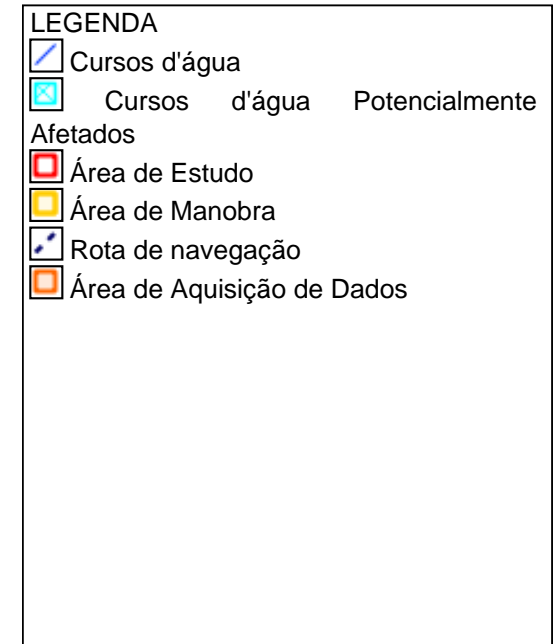 LEGENDA
Cursos d'água
Cursos d'água Potencialmente
Afetados
Área de Estudo
Área de Manobra
Rota de navegação
Área de Aquisição de Dados